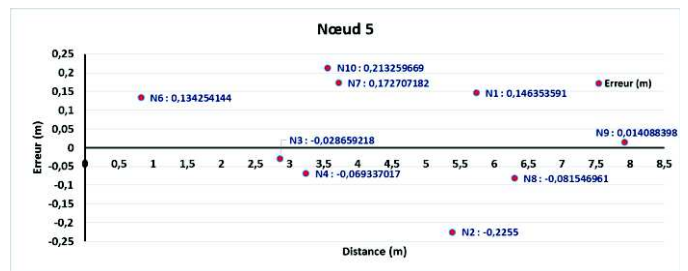 Nœud 5
0,25
0,2
0,15
0,1
0,05
0
-0,05
-0,1
-0,15
-0,2
-0,25
Erreur (m)
N10 : 0,213259669
N7 : 0,172707182
N6 : 0,134254144
N1 : 0,146353591
Erreur (m)
N3 : -0,028659218
N9 : 0,014088398
0 0,5 1 1,5 2 2,5 3 3,5 4 4,5 5 5,5 6 6,5 7 7,5 8 8,5
N4 : -0,069337017
N8 : -0,081546961
N2 : -0,2255
Distance (m)